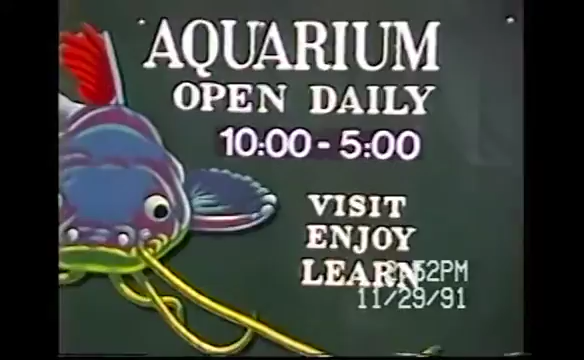 AQUARIUM
OPEN DAILY
10:00 - 5:00
VISIT
ENJOY
LEARN
:52PM
11/29/91